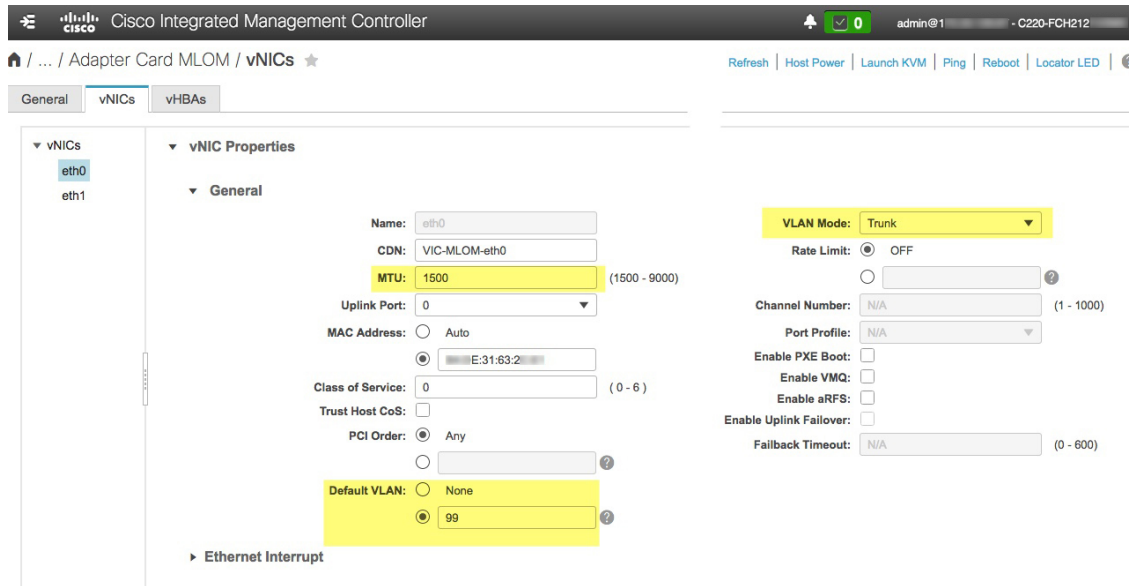 cisco Cisco Integrated Management Controller 0 admin@1 - C220-FCH212
/ ... / Adapter Card MLOM / vNICs Refresh | Host Power | Launch KVM | Ping | Reboot | Locator LED |
General vNICs vHBAs
vNICs
eth0
eth1
vNIC Properties
General
Name: eth0
CDN: VIC-MLOM-eth0
MTU: 1500 (1500 - 9000)
Uplink Port: 0
MAC Address: Auto
E:31:63:2
Class of Service: 0 ( 0 - 6 )
Trust Host CoS:
PCI Order: Any
?
Default VLAN: None
99 ?
VLAN Mode: Trunk
Rate Limit: OFF
?
Channel Number: N/A (1 - 1000)
Port Profile: N/A
Enable PXE Boot:
Enable VMQ:
Enable aRFS:
Enable Uplink Failover:
Failback Timeout: N/A (0 - 600)
Ethernet Interrupt